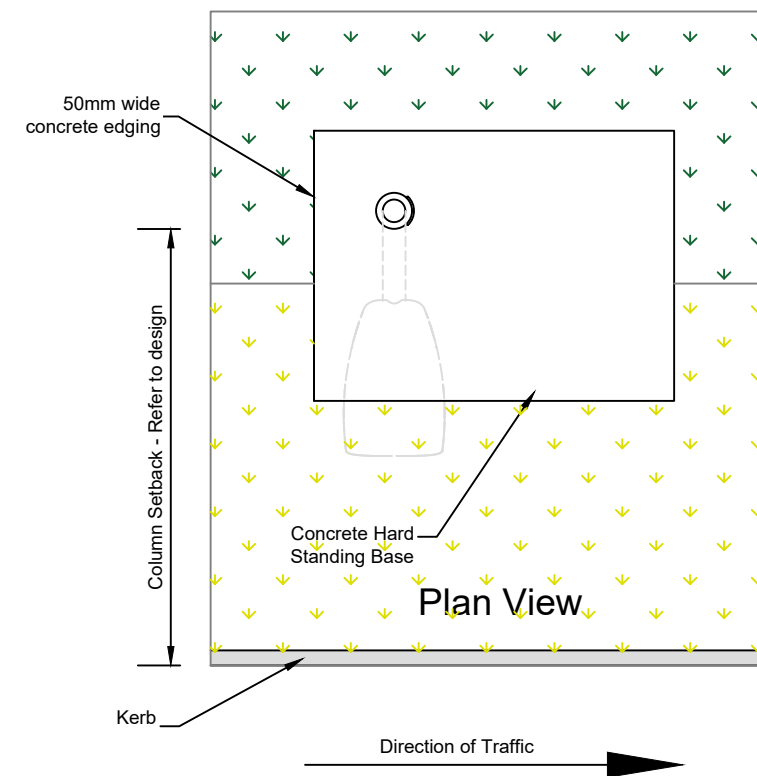 50mm wide
concrete edging
Column Setback - Refer to design
Concrete Hard
Standing Base
Plan View
Kerb
Direction of Traffic